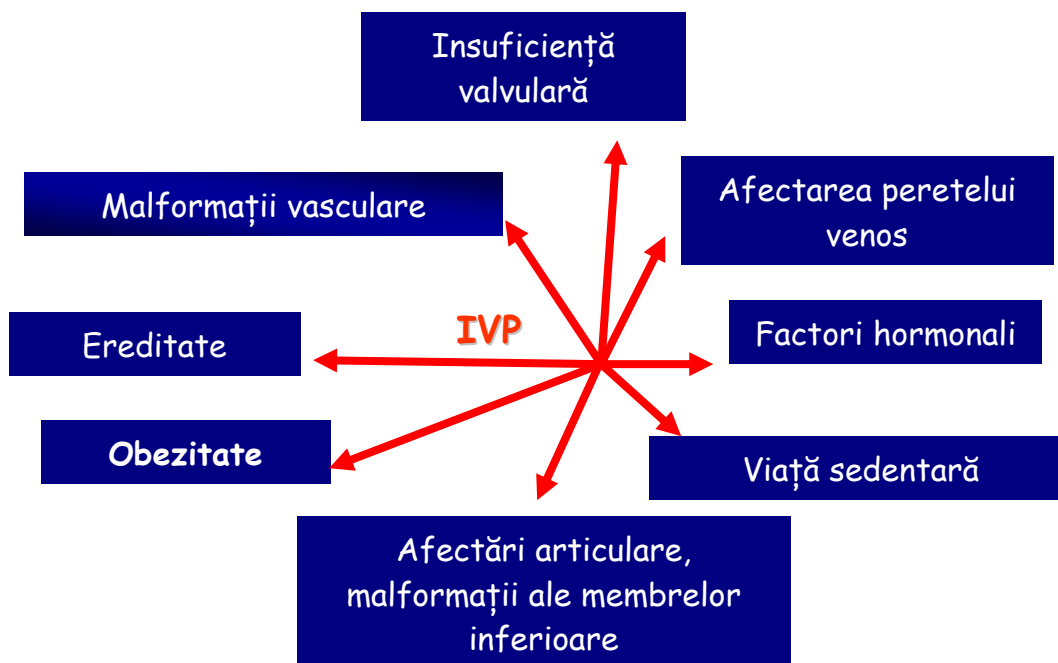 Insuficiență
valvulară
Malformații vasculare
Afectarea peretelui
venos
IVP
Ereditate
Factori hormonali
Obezitate
Viață sedentară
Afectări articulare,
malformații ale membrelor
inferioare